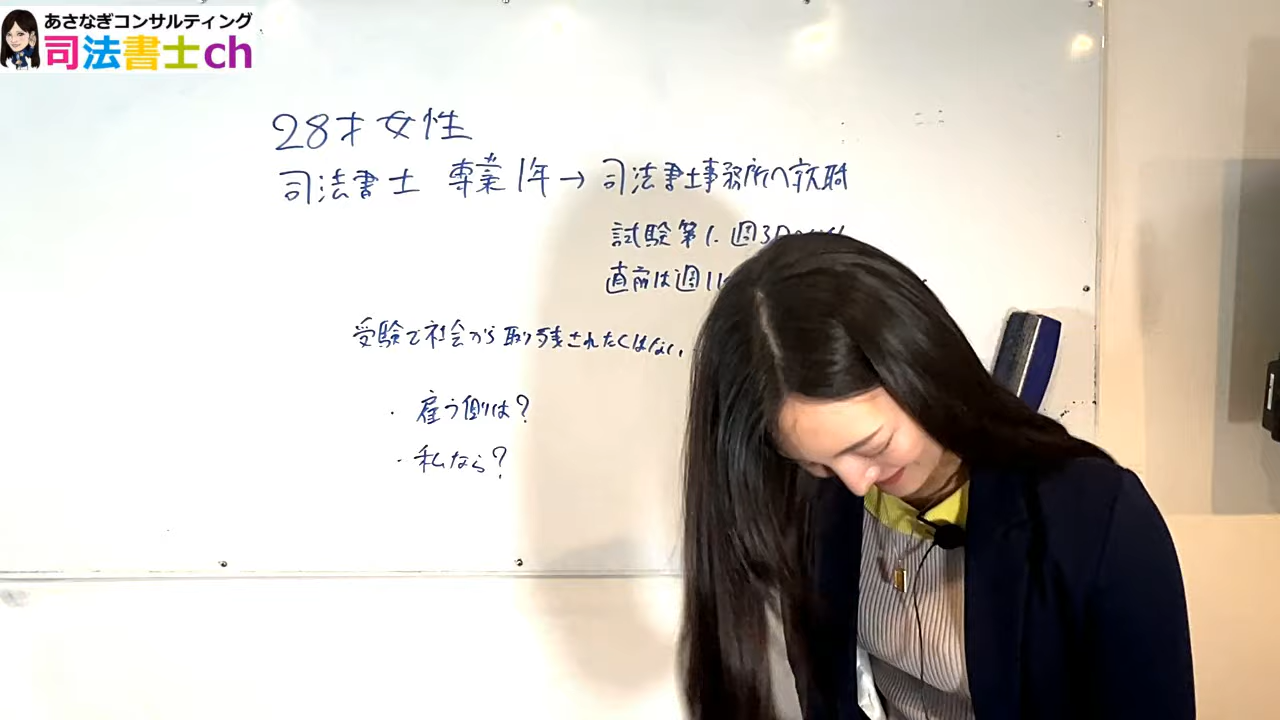 あさなぎコンサルティング
司法書士ch
28才女性
司法書士 専業1年→司法書士事務所へ就職
試験第1.週3
直前は週1
受験で社会から取り残されたくはない.
・雇う側は?
・私なら?